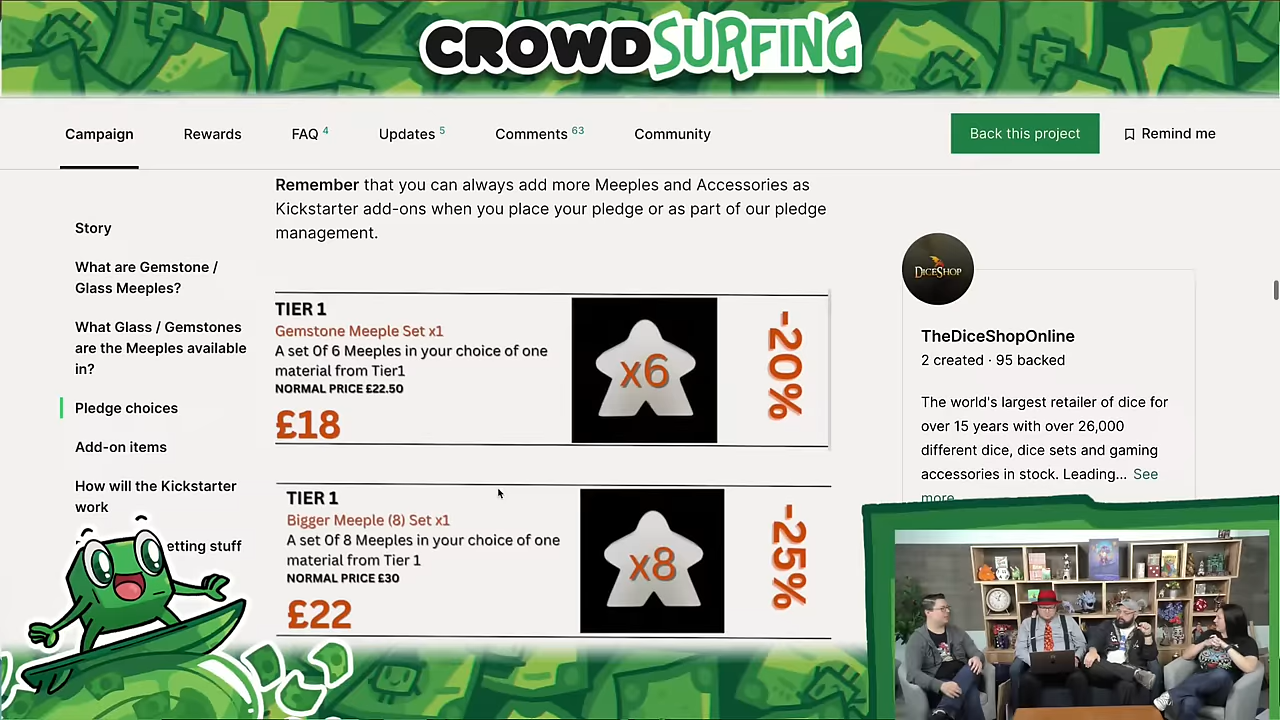 CROWDSURFING
Campaign
Rewards
FAQ 4
Updates 5
Comments 63
Community
Back this project
Remind me
Remember that you can always add more Meeples and Accessories as
Kickstarter add-ons when you place your pledge or as part of our pledge
management.
Story
What are Gemstone /
Glass Meeples?
What Glass / Gemstones
are the Meeples available
in?
Pledge choices
Add-on items
How will the Kickstarter
work
etting stuff
TIER 1
Gemstone Meeple Set x1
A set 0f 6 Meeples in your choice of one
material from Tier1
NORMAL PRICE £22.50
£18
x6
-20%
TIER 1
Bigger Meeple (8) Set x1
A set 0f 8 Meeples in your choice of one
material from Tier 1
NORMAL PRICE £30
£22
x8
-25%
DICESHOP
TheDiceShopOnline
2 created · 95 backed
The world's largest retailer of dice for
over 15 years with over 26,000
different dice, dice sets and gaming
accessories in stock. Leading... See
more